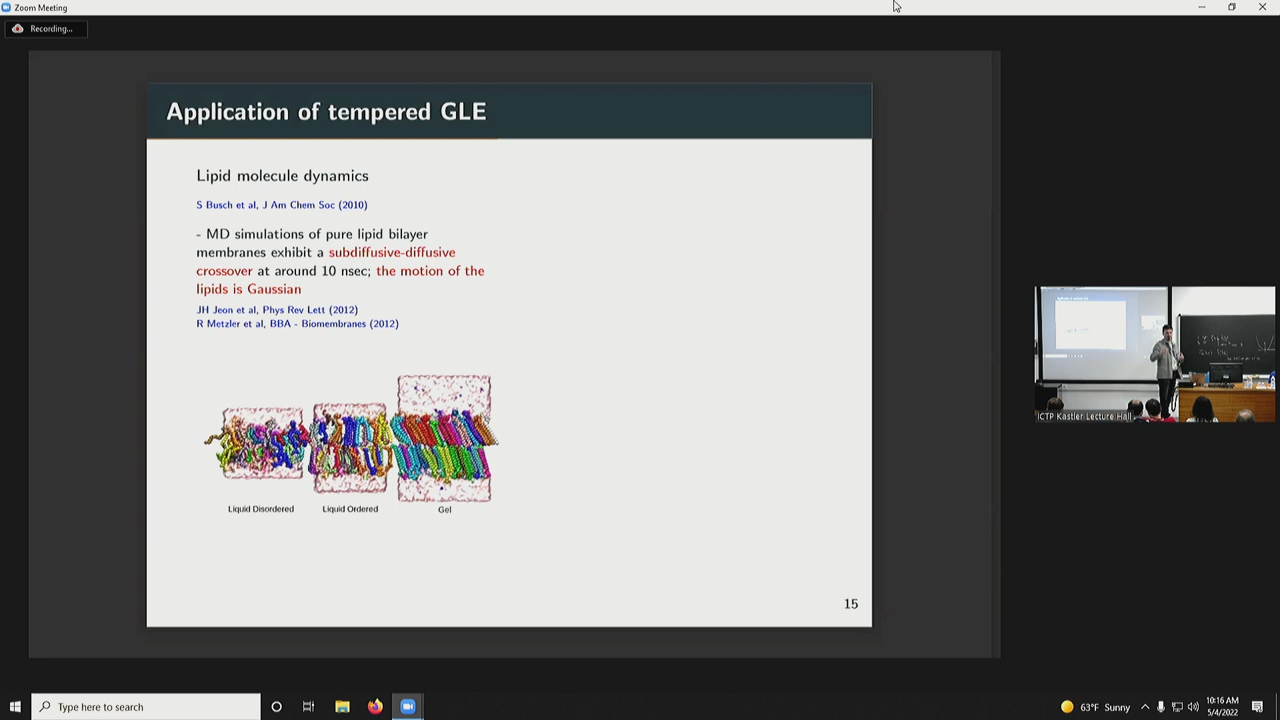 Zoom Meeting
Recording...
Application of tempered GLE
Lipid molecule dynamics
S Busch et al, J Am Chem Soc (2010)
- MD simulations of pure lipid bilayer
membranes exhibit a subdiffusive-diffusive
crossover at around 10 nsec; the motion of the
lipids is Gaussian
JH Jeon et al, Phys Rev Lett (2012)
R Metzler et al, BBA - Biomembranes (2012)
Liquid Disordered
Liquid Ordered
Gel
15
ICTP Kastler Lecture Hall
Type here to search
63°F Sunny
10:16 AM
5/4/2022